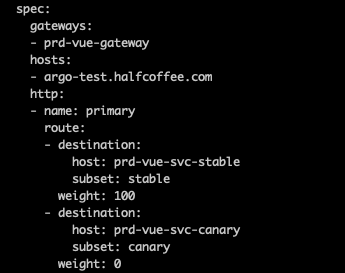 spec:
  gateways:
  - prd-vue-gateway
  hosts:
  - argo-test.halfcoffee.com
  http:
  - name: primary
    route:
    - destination:
        host: prd-vue-svc-stable
        subset: stable
      weight: 100
    - destination:
        host: prd-vue-svc-canary
        subset: canary
      weight: 0